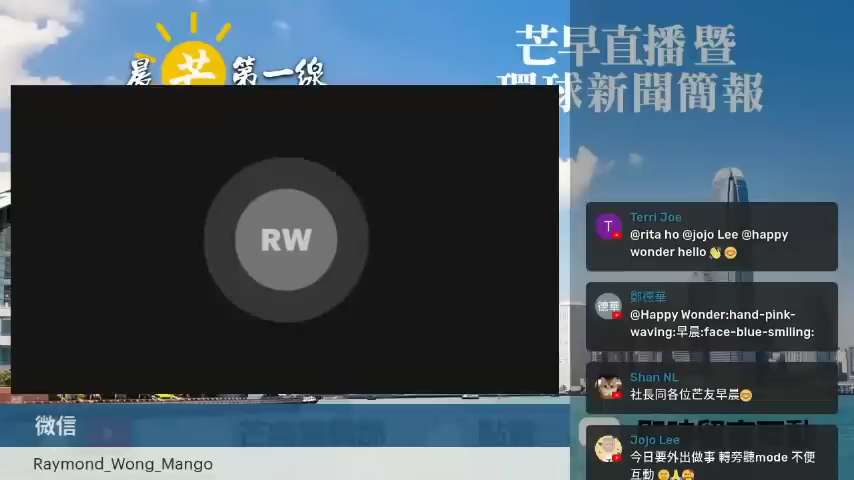 晨芒第一線
芒早直播暨
環球新聞簡報
RW
T
Terri Joe
@rita ho @jojo Lee @happy
wonder hello 👋😊
德華
鄭德華
@Happy Wonder:hand-pink-
waving:早晨:face-blue-smiling:
Shan NL
社長同各位芒友早晨😊
Jojo Lee
今日要外出做事 轉旁聽mode 不便
互動
微信
Raymond_Wong_Mango